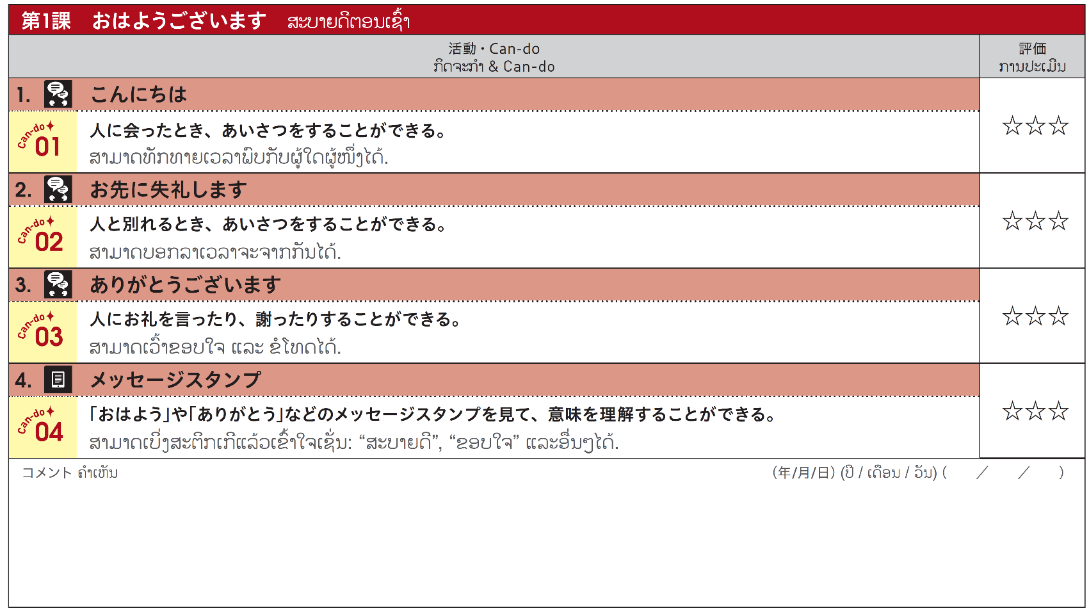 第1課 おはようございます ສະບາຍດີຕອນເຊົ້າ
活動・Can-do
ກິດຈະກຳ & Can-do
評価
ການປະເມີນ
1. こんにちは
Can-do 01
人に会ったとき、あいさつをすることができる。
ສາມາດທັກທາຍເວລາພົບກັບຜູ້ໃດຜູ້ໜຶ່ງໄດ້.
☆☆☆
2. お先に失礼します
Can-do 02
人と別れるとき、あいさつをすることができる。
ສາມາດບອກລາເວລາຈະຈາກກັນໄດ້.
☆☆☆
3. ありがとうございます
Can-do 03
人にお礼を言ったり、謝ったりすることができる。
ສາມາດເວົ້າຂອບໃຈ ແລະ ຂໍໂທດໄດ້.
☆☆☆
4. メッセージスタンプ
Can-do 04
「おはよう」や「ありがとう」などのメッセージスタンプを見て、意味を理解することができる。
ສາມາດເບິ່ງສະຕິກເກີແລ້ວເຂົ້າໃຈເຊັ່ນ: “ສະບາຍດີ”, “ຂອບໃຈ” ແລະອື່ນໆໄດ້.
☆☆☆
コメント ຄຳເຫັນ
(年/月/日) (ປີ / ເດືອນ / ວັນ) ( / / )